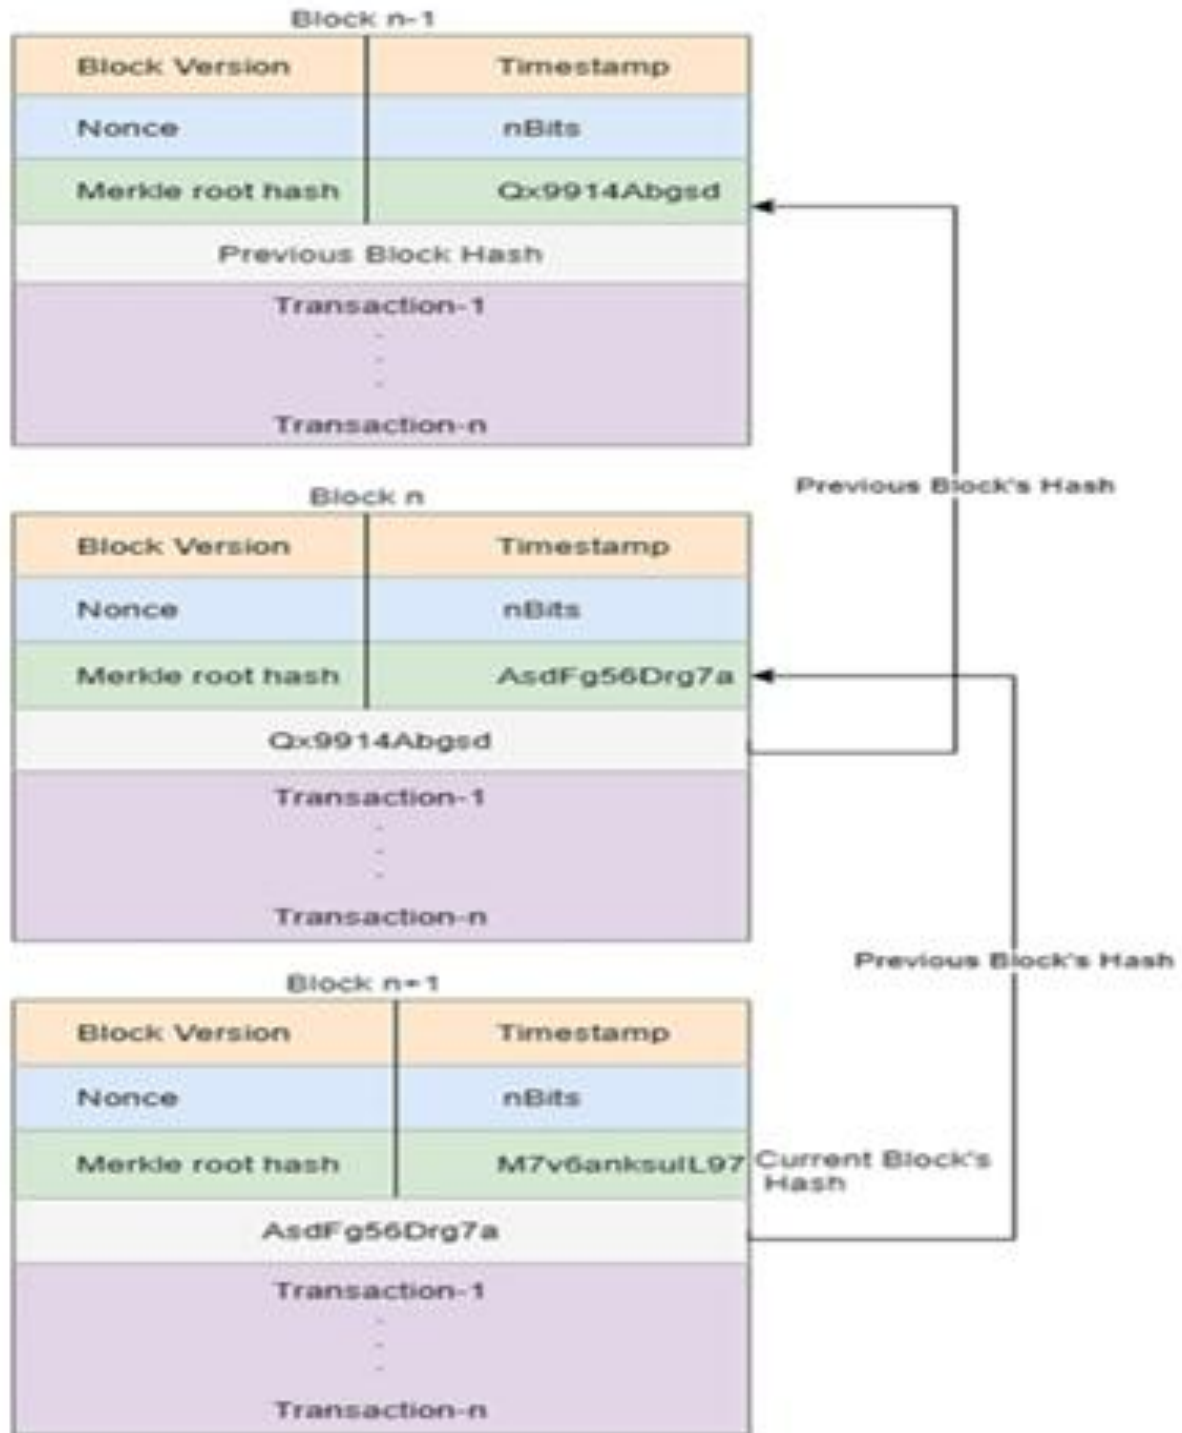 Block n-1
Block Version Timestamp
Nonce nBits
Merkle root hash Qx9914Abgsd
Previous Block Hash
Transaction-1
.
.
.
Transaction-n
Previous Block's Hash
Block n
Block Version Timestamp
Nonce nBits
Merkle root hash AsdFg56Drg7a
Qx9914Abgsd
Transaction-1
.
.
.
Transaction-n
Previous Block's Hash
Block n+1
Block Version Timestamp
Nonce nBits
Merkle root hash M7v6anksuIL97 Current Block's
Hash
AsdFg56Drg7a
Transaction-1
.
.
.
Transaction-n